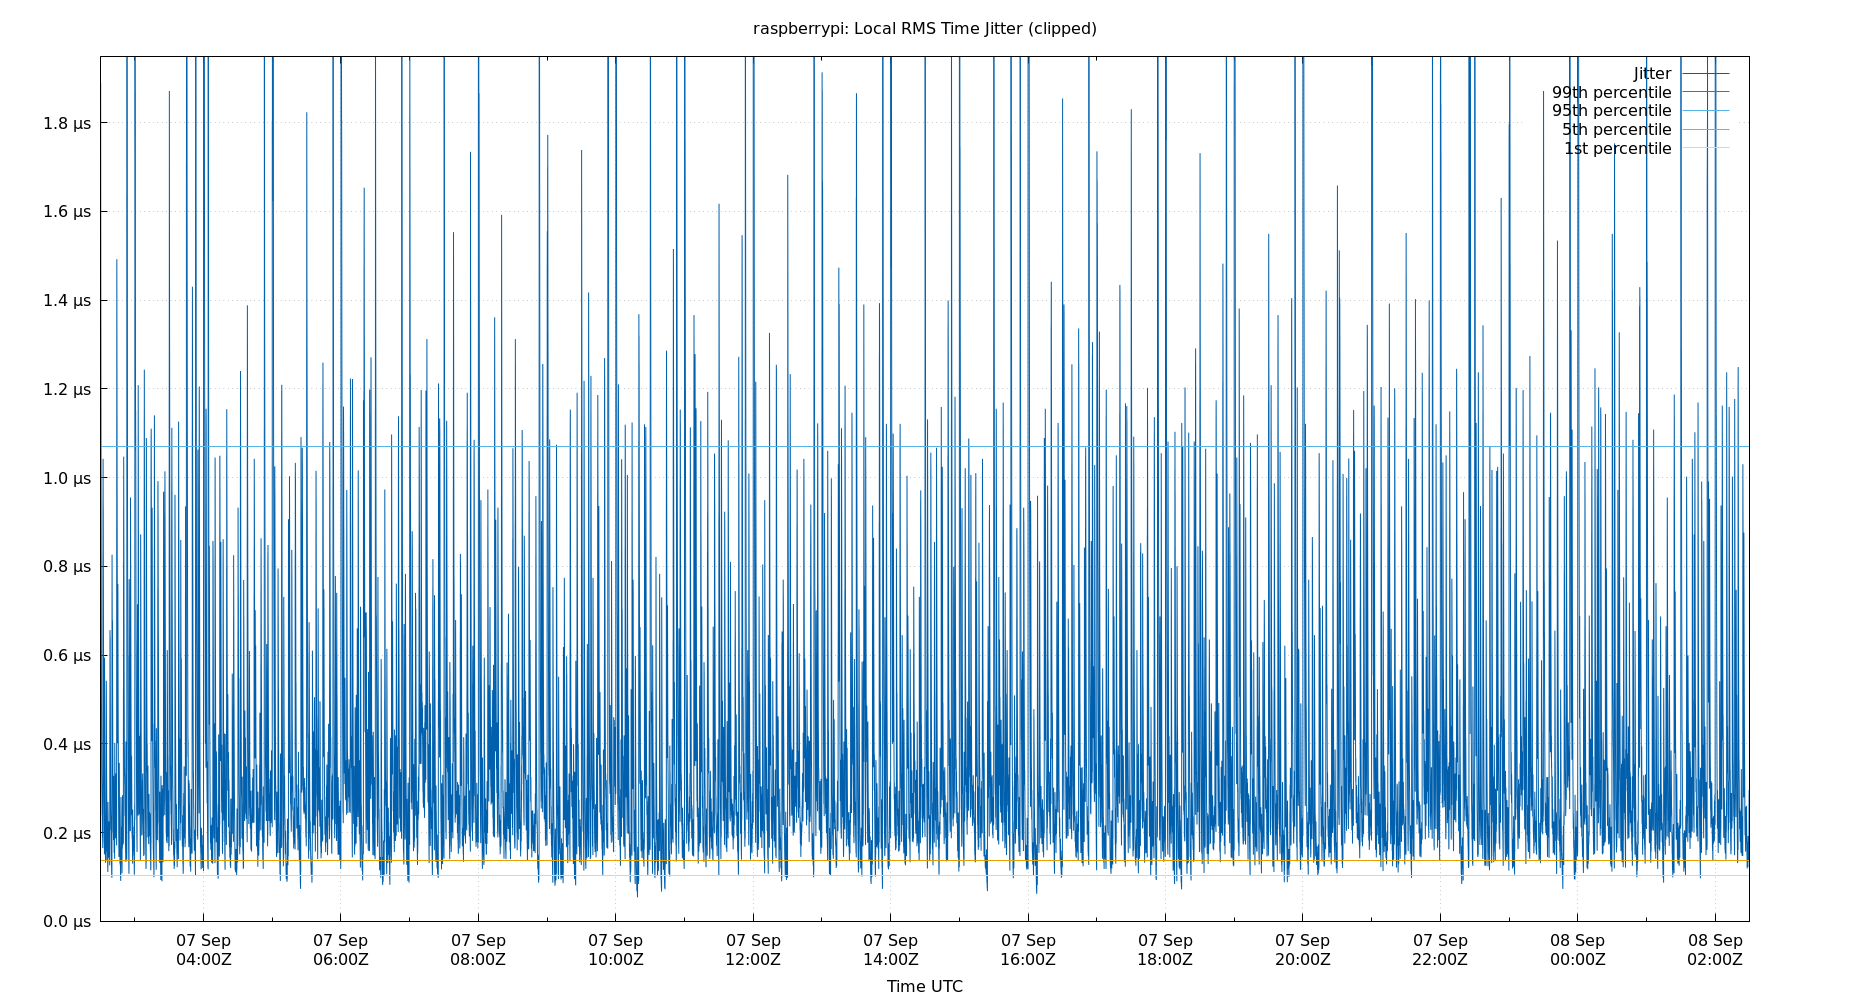 raspberrypi: Local RMS Time Jitter (clipped)
Jitter
99th percentile
95th percentile
5th percentile
1st percentile
1.8 µs
1.6 µs
1.4 µs
1.2 µs
1.0 µs
0.8 µs
0.6 µs
0.4 µs
0.2 µs
0.0 µs
07 Sep 07 Sep 07 Sep 07 Sep 07 Sep 07 Sep 07 Sep 07 Sep 07 Sep 07 Sep 08 Sep 08 Sep
04:00Z 06:00Z 08:00Z 10:00Z 12:00Z 14:00Z 16:00Z 18:00Z 20:00Z 22:00Z 00:00Z 02:00Z
Time UTC